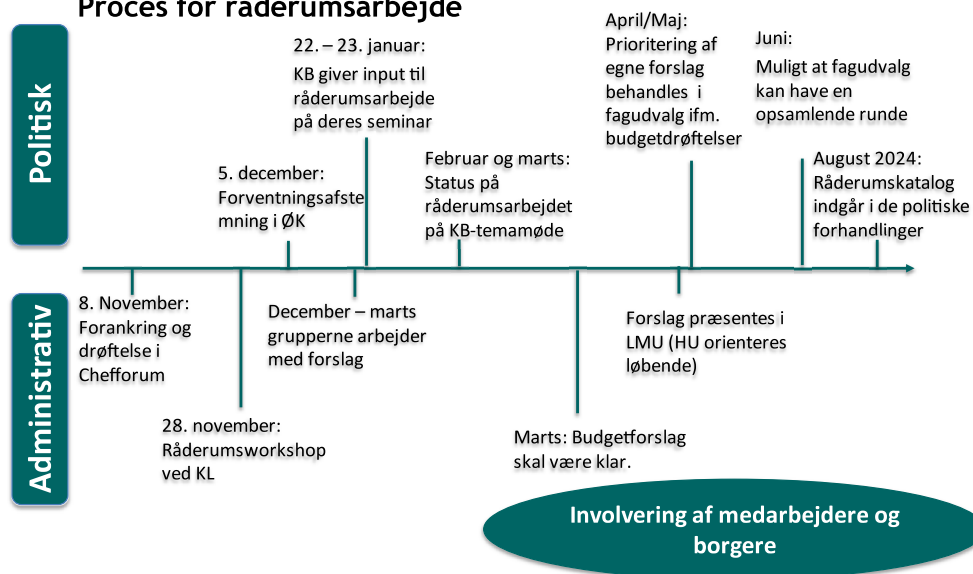 Proces for råderumsarbejde
Politisk
22. – 23. januar:
KB giver input til
råderumsarbejde
på deres seminar
April/Maj:
Prioritering af
egne forslag
behandles i
fagudvalg ifm.
budgetdrøftelser
Juni:
Muligt at fagudvalg
kan have en
opsamlende runde
5. december:
Forventningsafste
mning i ØK
Februar og marts:
Status på
råderumsarbejdet
på KB-temamøde
August 2024:
Råderumskatalog
indgår i de politiske
forhandlinger
Administrativ
8. November:
Forankring og
drøftelse i
Chefforum
December – marts
grupperne arbejder
med forslag
Forslag præsentes i
LMU (HU orienteres
løbende)
28. november:
Råderumsworkshop
ved KL
Marts: Budgetforslag
skal være klar.
Involvering af medarbejdere og
borgere